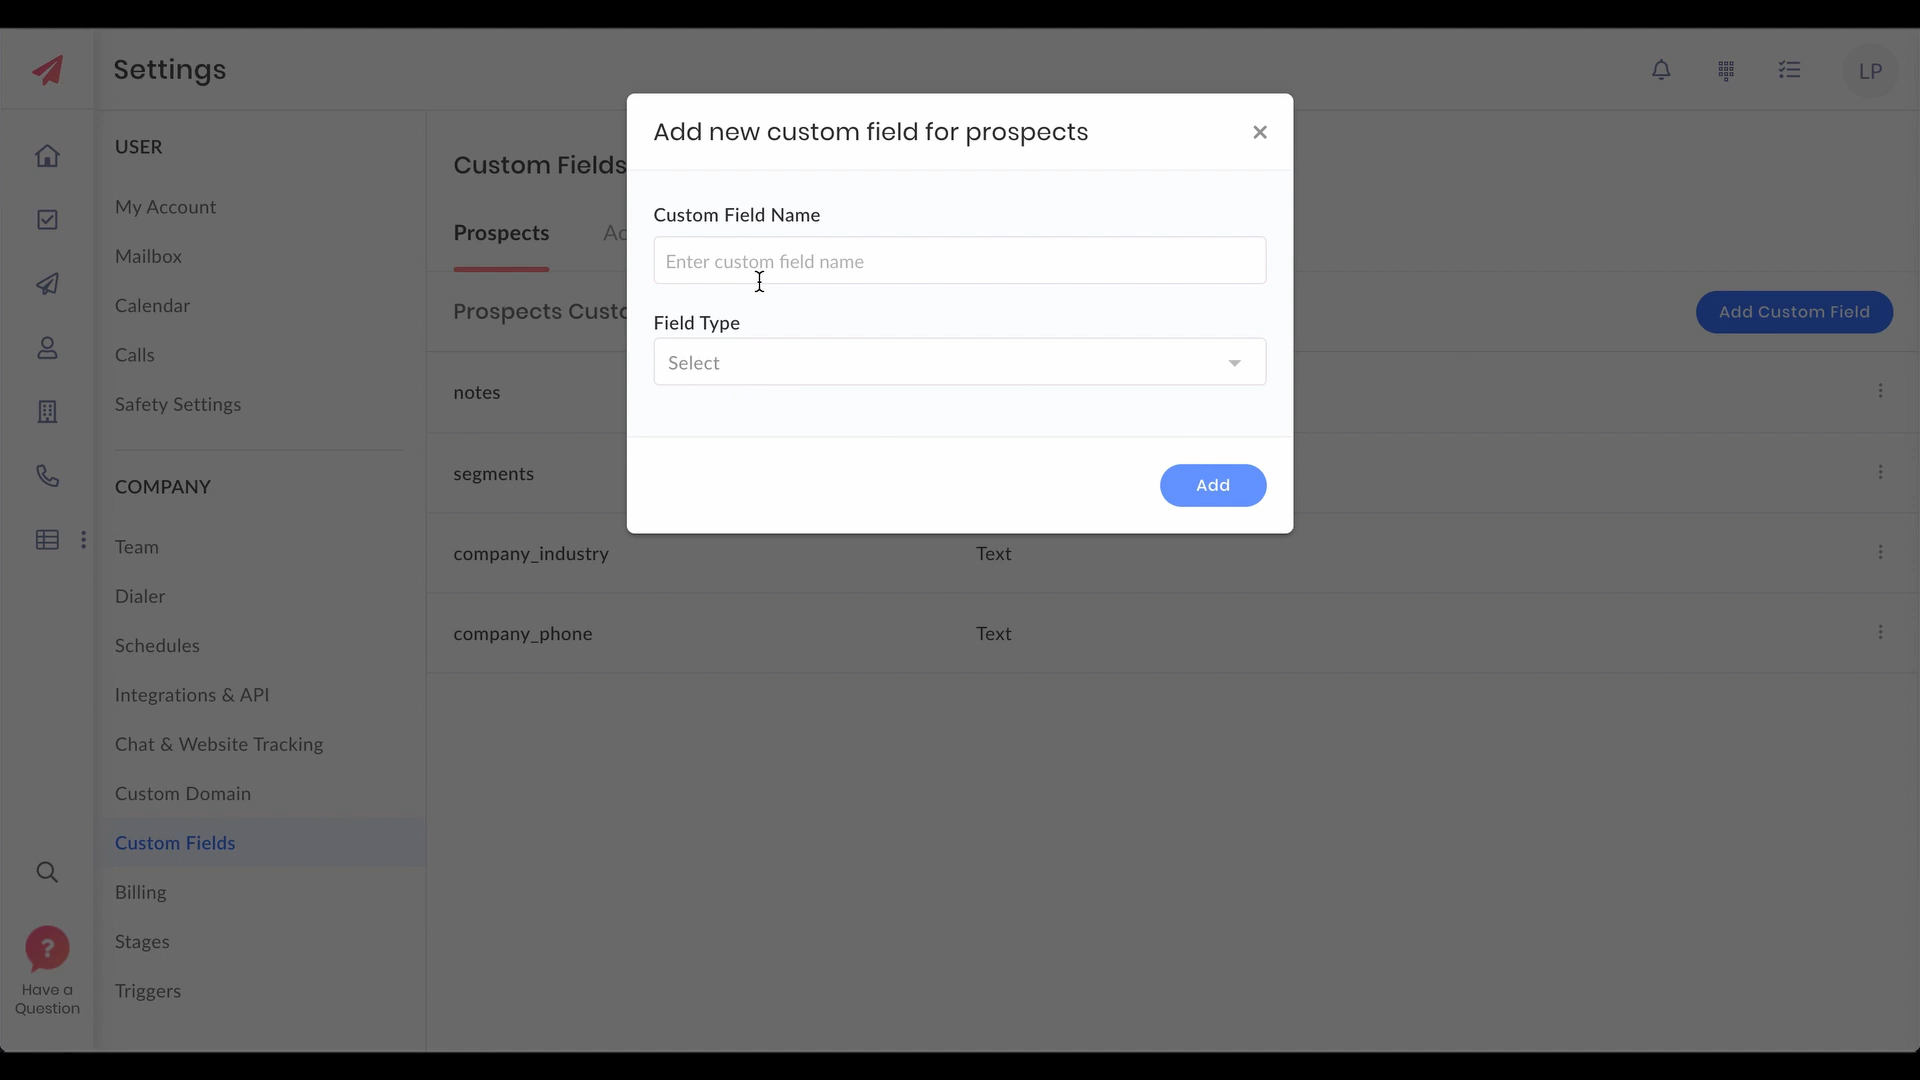 Settings
LP
USER
My Account
Mailbox
Calendar
Calls
Safety Settings
COMPANY
Team
Dialer
Schedules
Integrations & API
Chat & Website Tracking
Custom Domain
Custom Fields
Billing
Stages
Triggers
?
Have a
Question
Custom Fields
Prospects Ac
Prospects Custo
Add Custom Field
notes
segments
company_industry Text
company_phone Text
Add new custom field for prospects
Custom Field Name
Enter custom field name
Field Type
Select
Add